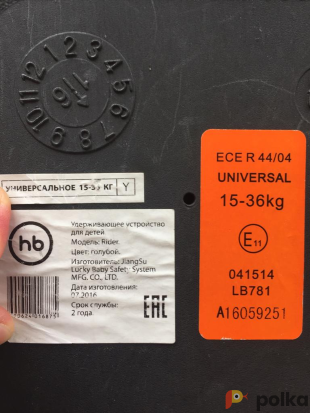 1 2 3 4 5 6 7 8 9 10 11 12
УНИВЕРСАЛЬНОЕ 15-36 КГ Y
hb
Удерживающее устройство
для детей
Модель: Rider.
Цвет: голубой.
Изготовитель: JiangSu
Lucky Baby Safety System
MFG. CO., LTD.
Дата изготовления:
07.2016
Срок службы:
2 года.
EAC
ECE R 44/04
UNIVERSAL
15-36kg
E11
041514
LB781
A16059251
polka